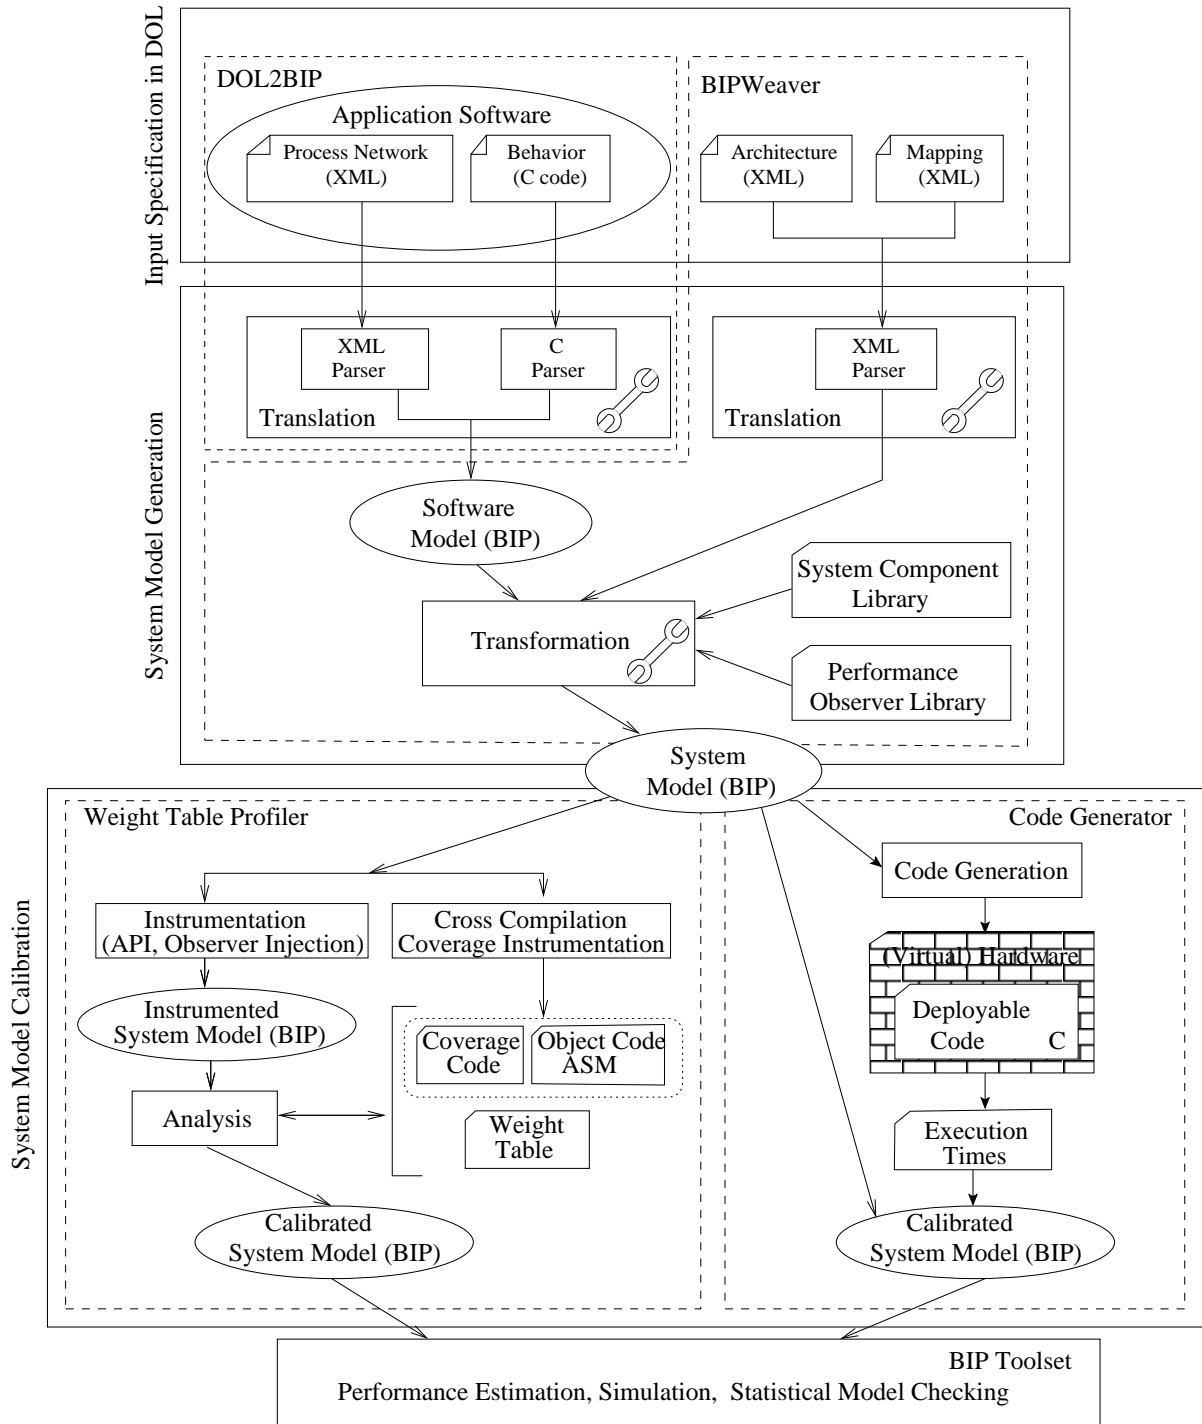 Input Specification in DOL
DOL2BIP
BIPWeaver
Application Software
Process Network
(XML)
Behavior
(C code)
Architecture
(XML)
Mapping
(XML)
System Model Generation
XML
Parser
C
Parser
Translation
XML
Parser
Translation
Software
Model (BIP)
System Component
Library
Transformation
Performance
Observer Library
System
Model (BIP)
System Model Calibration
Weight Table Profiler
Code Generator
Instrumentation
(API, Observer Injection)
Cross Compilation
Coverage Instrumentation
Code Generation
(Virtual) Hardware
Deployable
Code C
Instrumented
System Model (BIP)
Coverage
Code
Object Code
ASM
Analysis
Weight
Table
Execution
Times
Calibrated
System Model (BIP)
Calibrated
System Model (BIP)
BIP Toolset
Performance Estimation, Simulation, Statistical Model Checking